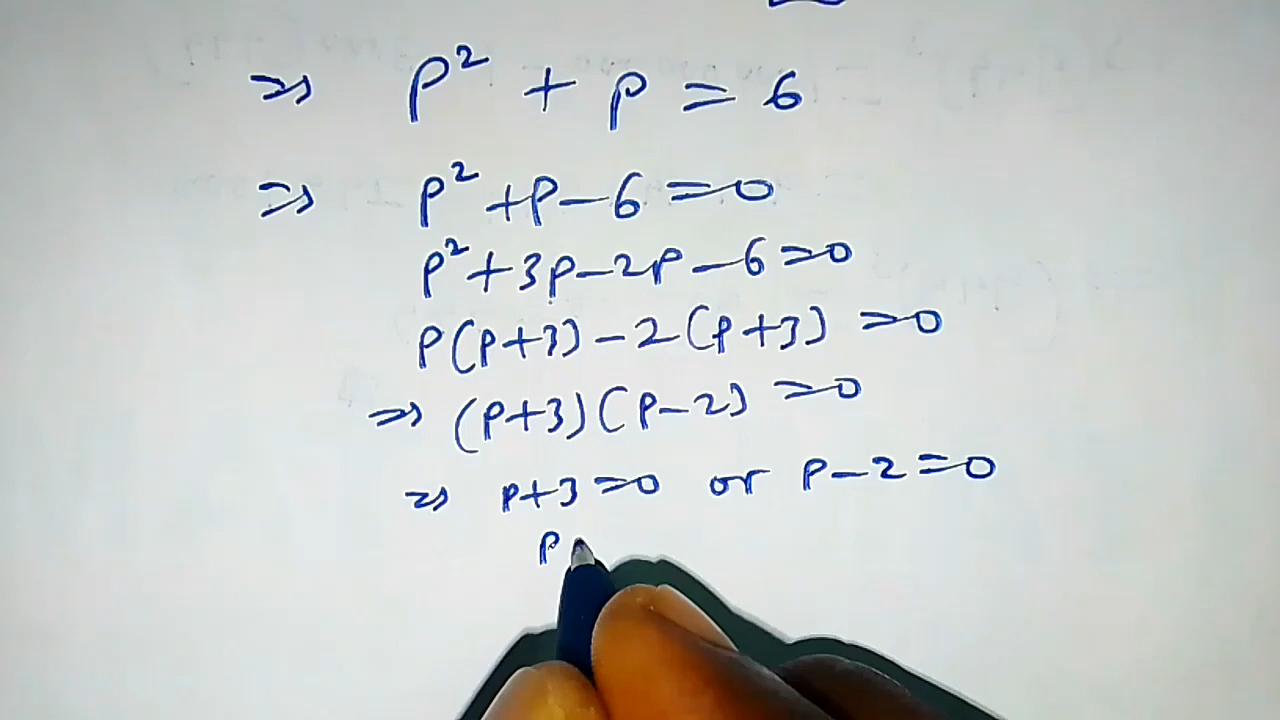 ⇒ p² + p = 6
⇒ p² + p - 6 = 0
p² + 3p - 2p - 6 = 0
p(p+3) - 2(p+3) = 0
⇒ (p+3)(p-2) = 0
⇒ p+3 = 0 or p-2 = 0
p